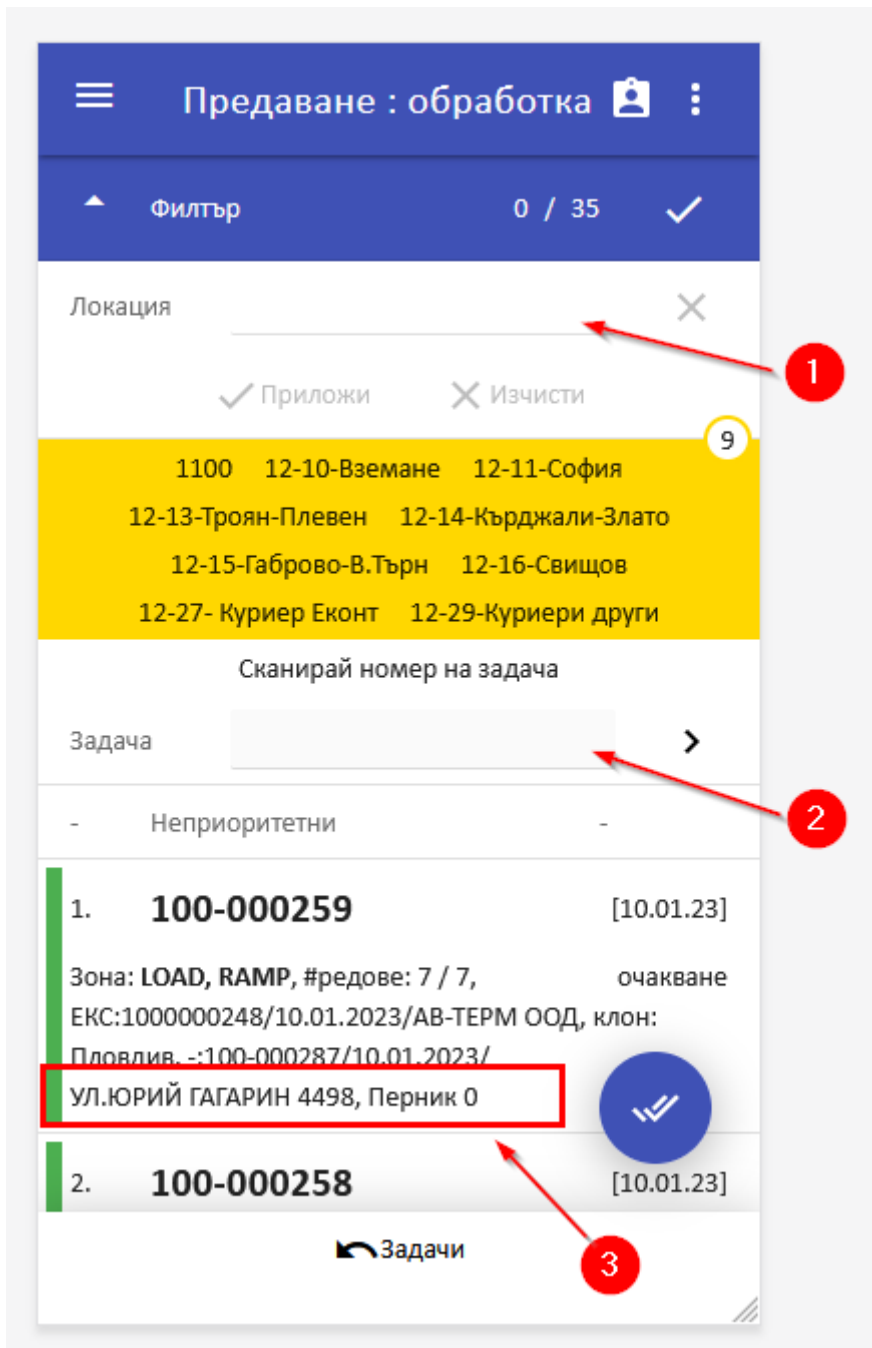 Предаване : обработка
Филтър 0 / 35
Локация
1
Приложи Изчисти
9
1100 12-10-Вземане 12-11-София
12-13-Троян-Плевен 12-14-Кърджали-Злато
12-15-Габрово-В.Търн 12-16-Свищов
12-27- Куриер Еконт 12-29-Куриери други
Сканирай номер на задача
Задача
2
- Неприоритетни -
1. 100-000259 [10.01.23]
Зона: LOAD, RAMP, #редове: 7 / 7, очакване
ЕКС:1000000248/10.01.2023/АВ-ТЕРМ ООД, клон:
Пловдив, -:100-000287/10.01.2023/
УЛ.ЮРИЙ ГАГАРИН 4498, Перник 0
2. 100-000258 [10.01.23]
Задачи
3